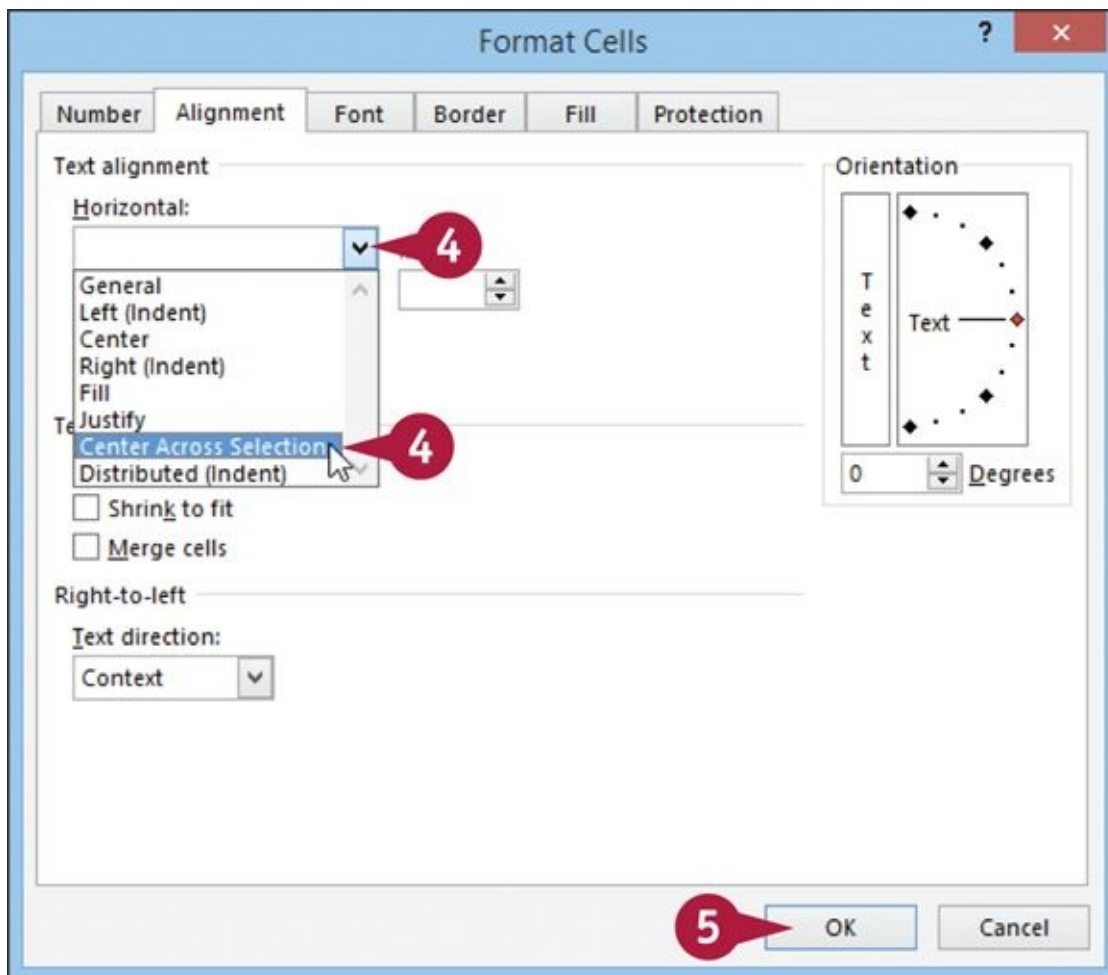 Format Cells
?
×
Number Alignment Font Border Fill Protection
Text alignment
Horizontal:
4
General
Left (Indent)
Center
Right (Indent)
Fill
Justify
Center Across Selection
4
Distributed (Indent)
Shrink to fit
Merge cells
Right-to-left
Text direction:
Context
Orientation
Text
Text
0 Degrees
5
OK Cancel